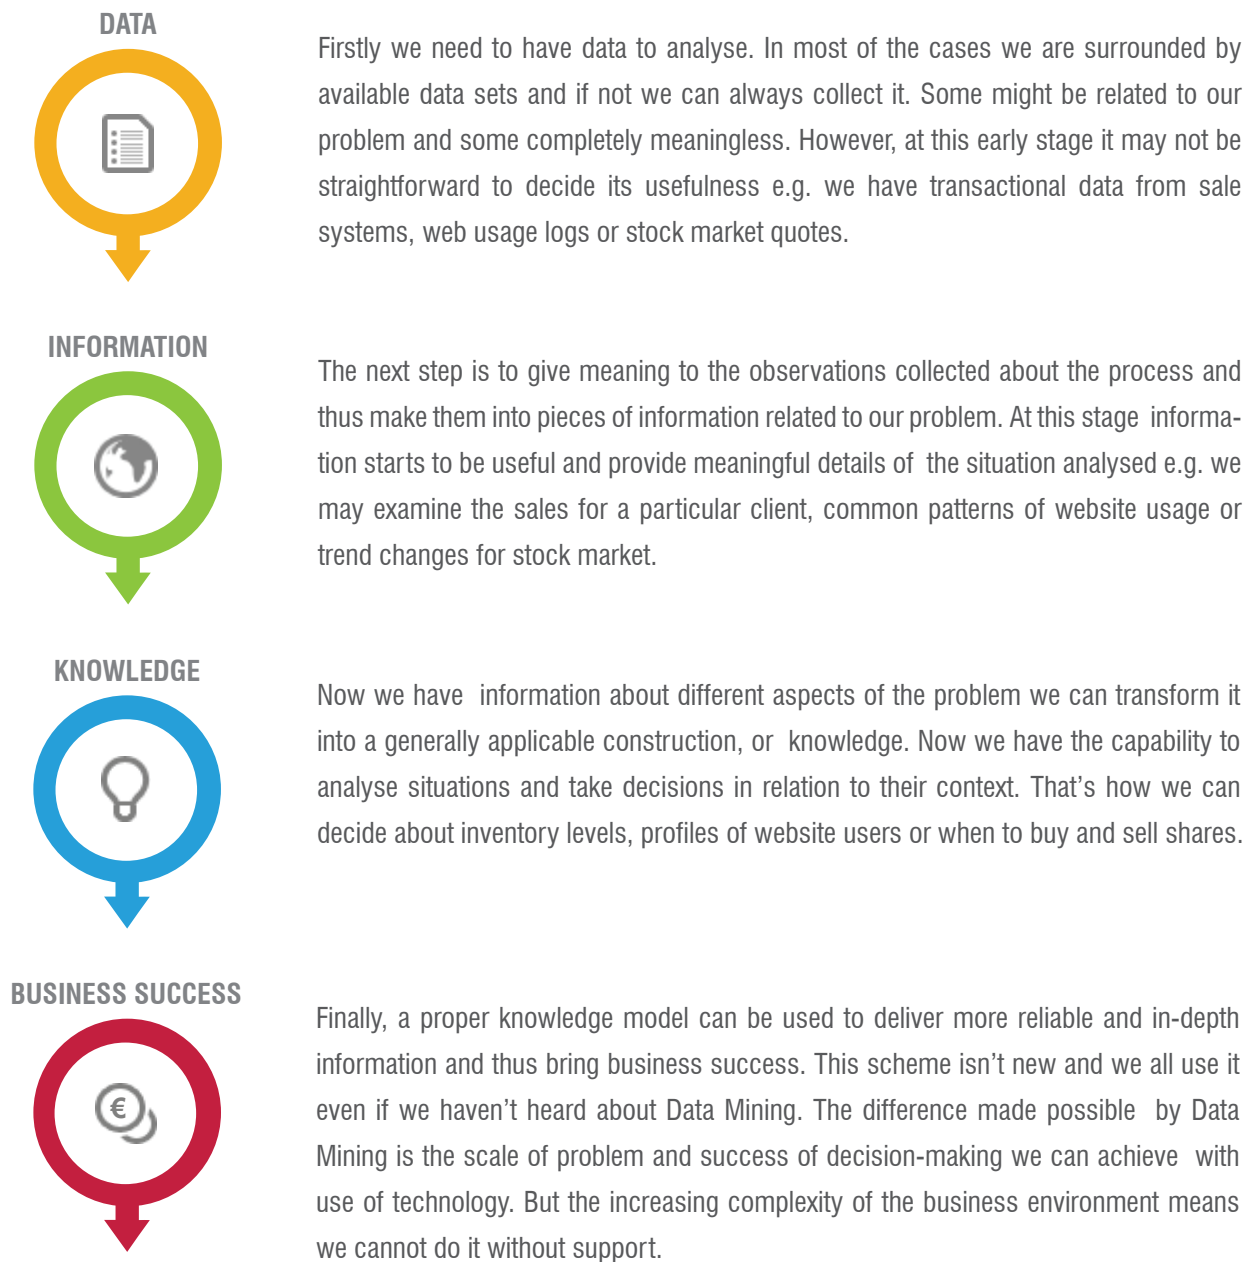 DATA
Firstly we need to have data to analyse. In most of the cases we are surrounded by
available data sets and if not we can always collect it. Some might be related to our
problem and some completely meaningless. However, at this early stage it may not be
straightforward to decide its usefulness e.g. we have transactional data from sale
systems, web usage logs or stock market quotes.
INFORMATION
The next step is to give meaning to the observations collected about the process and
thus make them into pieces of information related to our problem. At this stage informa-
tion starts to be useful and provide meaningful details of the situation analysed e.g. we
may examine the sales for a particular client, common patterns of website usage or
trend changes for stock market.
KNOWLEDGE
Now we have information about different aspects of the problem we can transform it
into a generally applicable construction, or knowledge. Now we have the capability to
analyse situations and take decisions in relation to their context. That's how we can
decide about inventory levels, profiles of website users or when to buy and sell shares.
BUSINESS SUCCESS
€
Finally, a proper knowledge model can be used to deliver more reliable and in-depth
information and thus bring business success. This scheme isn't new and we all use it
even if we haven't heard about Data Mining. The difference made possible by Data
Mining is the scale of problem and success of decision-making we can achieve with
use of technology. But the increasing complexity of the business environment means
we cannot do it without support.